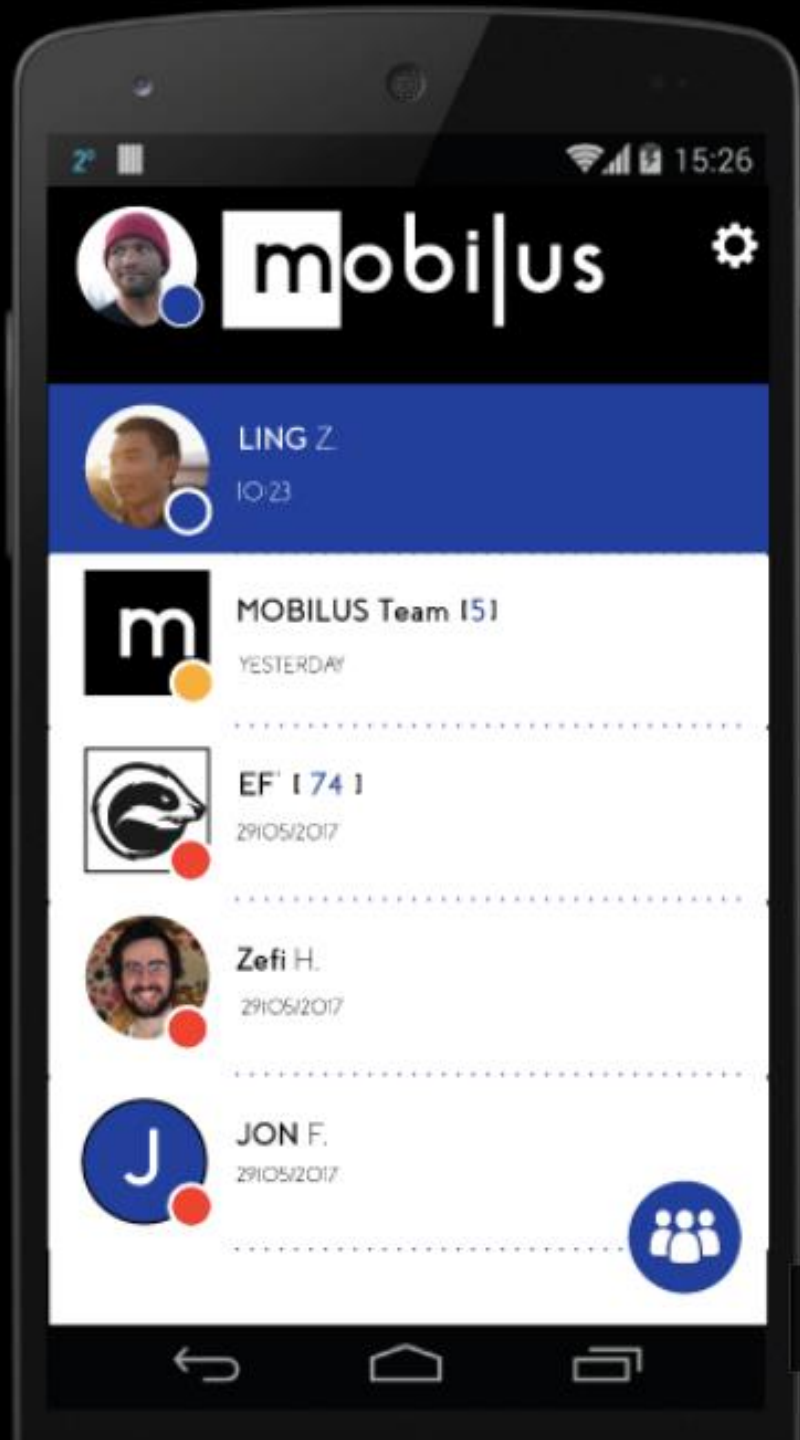 2°
15:26
mobilus
LING Z.
10:23
m
MOBILUS Team [5]
YESTERDAY
EF' [ 74 ]
29|05/2017
Zefi H.
29|05/2017
J
JON F.
29|05/2017